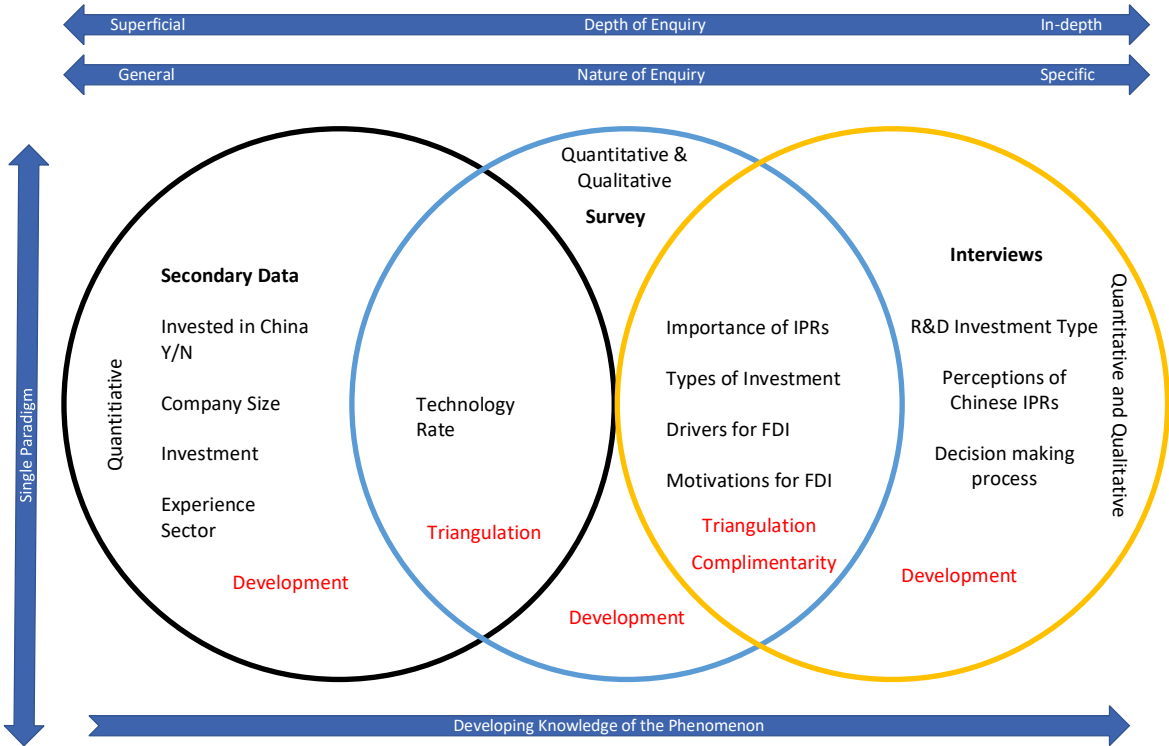 Superficial Depth of Enquiry In-depth
General Nature of Enquiry Specific
Single Paradigm
Quantitiative
Secondary Data
Invested in China
Y/N
Company Size
Investment
Experience
Sector
Development
Technology
Rate
Triangulation
Quantitative &
Qualitative
Survey
Development
Importance of IPRs
Types of Investment
Drivers for FDI
Motivations for FDI
Triangulation
Complimentarity
Interviews
R&D Investment Type
Perceptions of
Chinese IPRs
Decision making
process
Development
Quantitative and Qualitative
Developing Knowledge of the Phenomenon